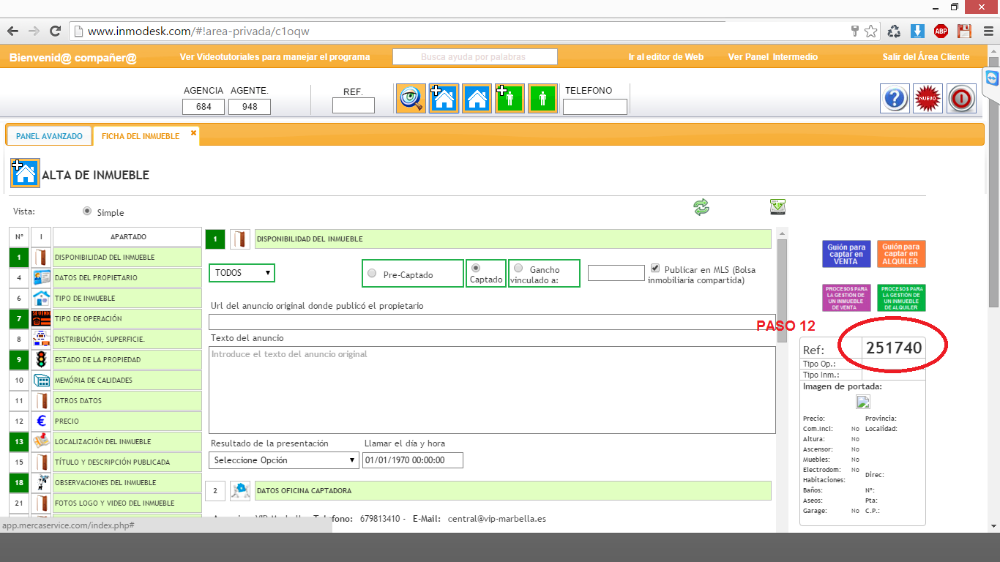 www.inmodesk.com/#!area-privada/c1oqw
ABP
Bienvenid@ compañer@
Ver Videotutoriales para manejar el programa
Busca ayuda por palabras
Ir al editor de Web
Ver Panel Intermedio
Salir del Área Cliente
AGENCIA AGENTE.
684 948
REF.
TELEFONO
NUEVO
PANEL AVANZADO
FICHA DEL INMUEBLE
ALTA DE INMUEBLE
Vista:
Simple
Nº I APARTADO
1 DISPONIBILIDAD DEL INMUEBLE
4 DATOS DEL PROPIETARIO
6 TIPO DE INMUEBLE
7 SE VENDE TIPO DE OPERACIÓN
8 DISTRIBUCIÓN, SUPERFICIE.
9 ESTADO DE LA PROPIEDAD
10 MEMÓRIA DE CALIDADES
11 OTROS DATOS
12 € PRECIO
13 LOCALIZACIÓN DEL INMUEBLE
15 TÍTULO Y DESCRIPCIÓN PUBLICADA
18 OBSERVACIONES DEL INMUEBLE
21 FOTOS LOGO Y VIDEO DEL INMUEBLE
app.mercaservice.com/index.php#
1 DISPONIBILIDAD DEL INMUEBLE
TODOS
Pre-Captado
Captado
Gancho
vinculado a:
Publicar en MLS (Bolsa
inmobiliaria compartida)
Url del anuncio original donde publicó el propietario
Texto del anuncio
Introduce el texto del anuncio original
Resultado de la presentación
Llamar el día y hora
Seleccione Opción
01/01/1970 00:00:00
2 DATOS OFICINA CAPTADORA
679813410 - E-Mail: central@vip-marbella.es
Guión para
captar en
VENTA
Guión para
captar en
ALQUILER
PROCESOS PARA
LA GESTIÓN DE
UN INMUEBLE
DE VENTA
PROCESOS PARA
LA GESTIÓN DE
UN INMUEBLE
DE ALQUILER
PASO 12
Ref: 251740
Tipo Op.:
Tipo Inm.:
Imagen de portada:
Precio: Provincia:
Com.Incl: No Localidad:
Altura: No
Ascensor: No
Muebles: No
Electrodom: No
Direc:
Habitaciones:
Baños: Nº:
Aseos: Pta:
Garage: No C.P.: